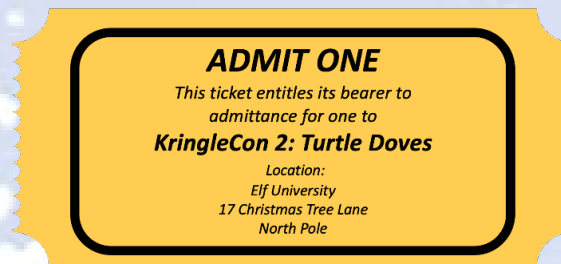 ADMIT ONE
This ticket entitles its bearer to
admittance for one to
KringleCon 2: Turtle Doves
Location:
Elf University
17 Christmas Tree Lane
North Pole